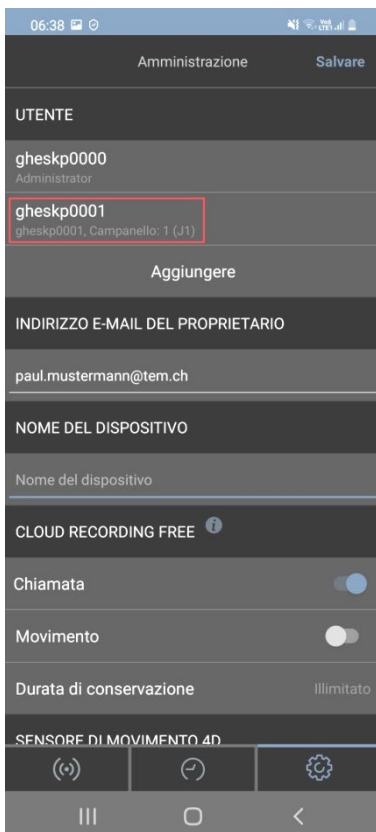 06:38
VoD LTE1
Amministrazione
Salvare
UTENTE
gheskp0000
Administrator
gheskp0001
gheskp0001, Campanello: 1 (J1)
Aggiungere
INDIRIZZO E-MAIL DEL PROPRIETARIO
paul.mustermann@tem.ch
NOME DEL DISPOSITIVO
Nome del dispositivo
CLOUD RECORDING FREE i
Chiamata
Movimento
Durata di conservazione
Illimitato
SENSORE DI MOVIMENTO 4D